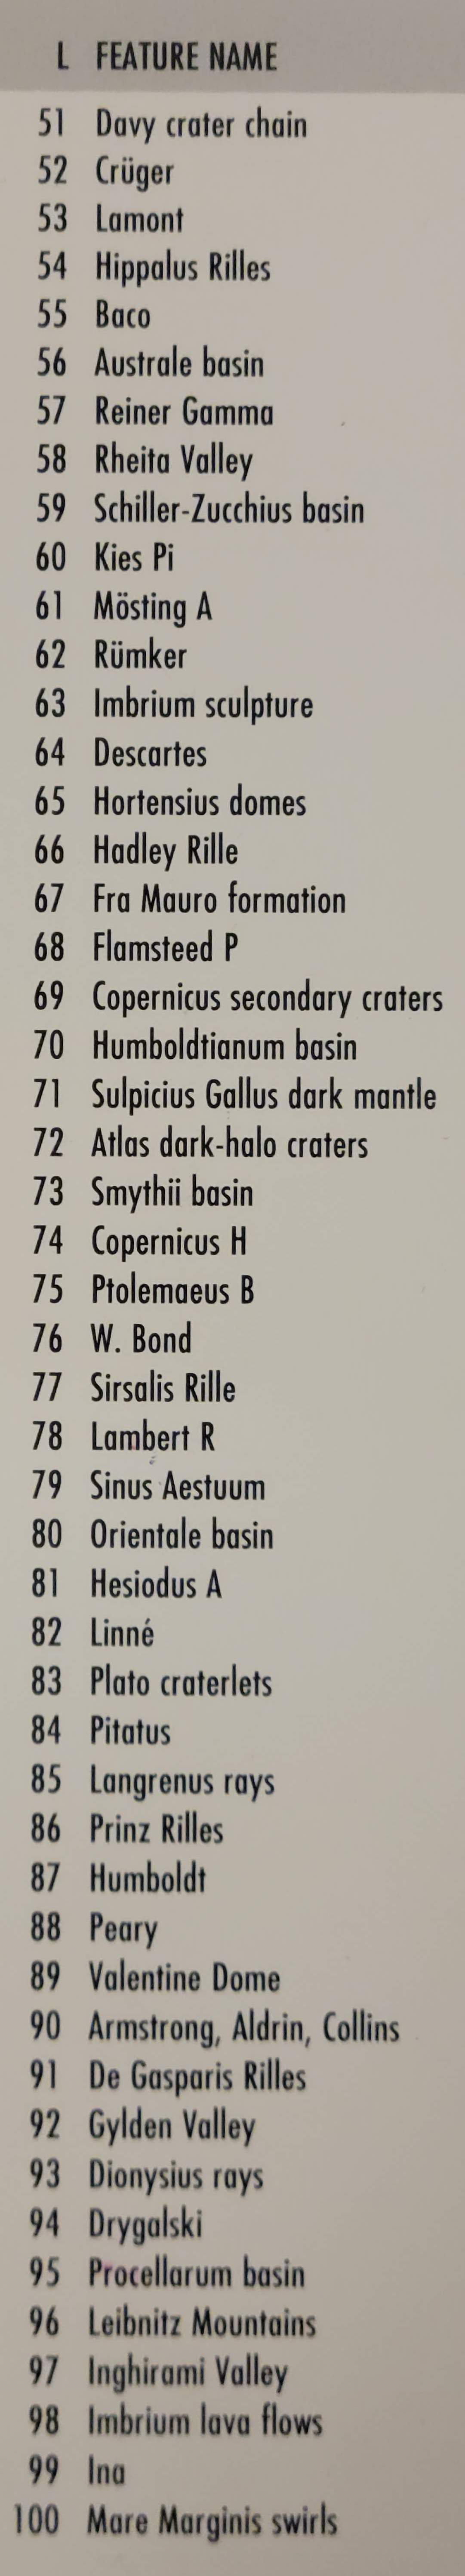 L FEATURE NAME
51 Davy crater chain
52 Crüger
53 Lamont
54 Hippalus Rilles
55 Baco
56 Australe basin
57 Reiner Gamma
58 Rheita Valley
59 Schiller-Zucchius basin
60 Kies Pi
61 Mösting A
62 Rümker
63 Imbrium sculpture
64 Descartes
65 Hortensius domes
66 Hadley Rille
67 Fra Mauro formation
68 Flamsteed P
69 Copernicus secondary craters
70 Humboldtianum basin
71 Sulpicius Gallus dark mantle
72 Atlas dark-halo craters
73 Smythii basin
74 Copernicus H
75 Ptolemaeus B
76 W. Bond
77 Sirsalis Rille
78 Lambert R
79 Sinus Aestuum
80 Orientale basin
81 Hesiodus A
82 Linné
83 Plato craterlets
84 Pitatus
85 Langrenus rays
86 Prinz Rilles
87 Humboldt
88 Peary
89 Valentine Dome
90 Armstrong, Aldrin, Collins
91 De Gasparis Rilles
92 Gylden Valley
93 Dionysius rays
94 Drygalski
95 Procellarum basin
96 Leibnitz Mountains
97 Inghirami Valley
98 Imbrium lava flows
99 Ina
100 Mare Marginis swirls